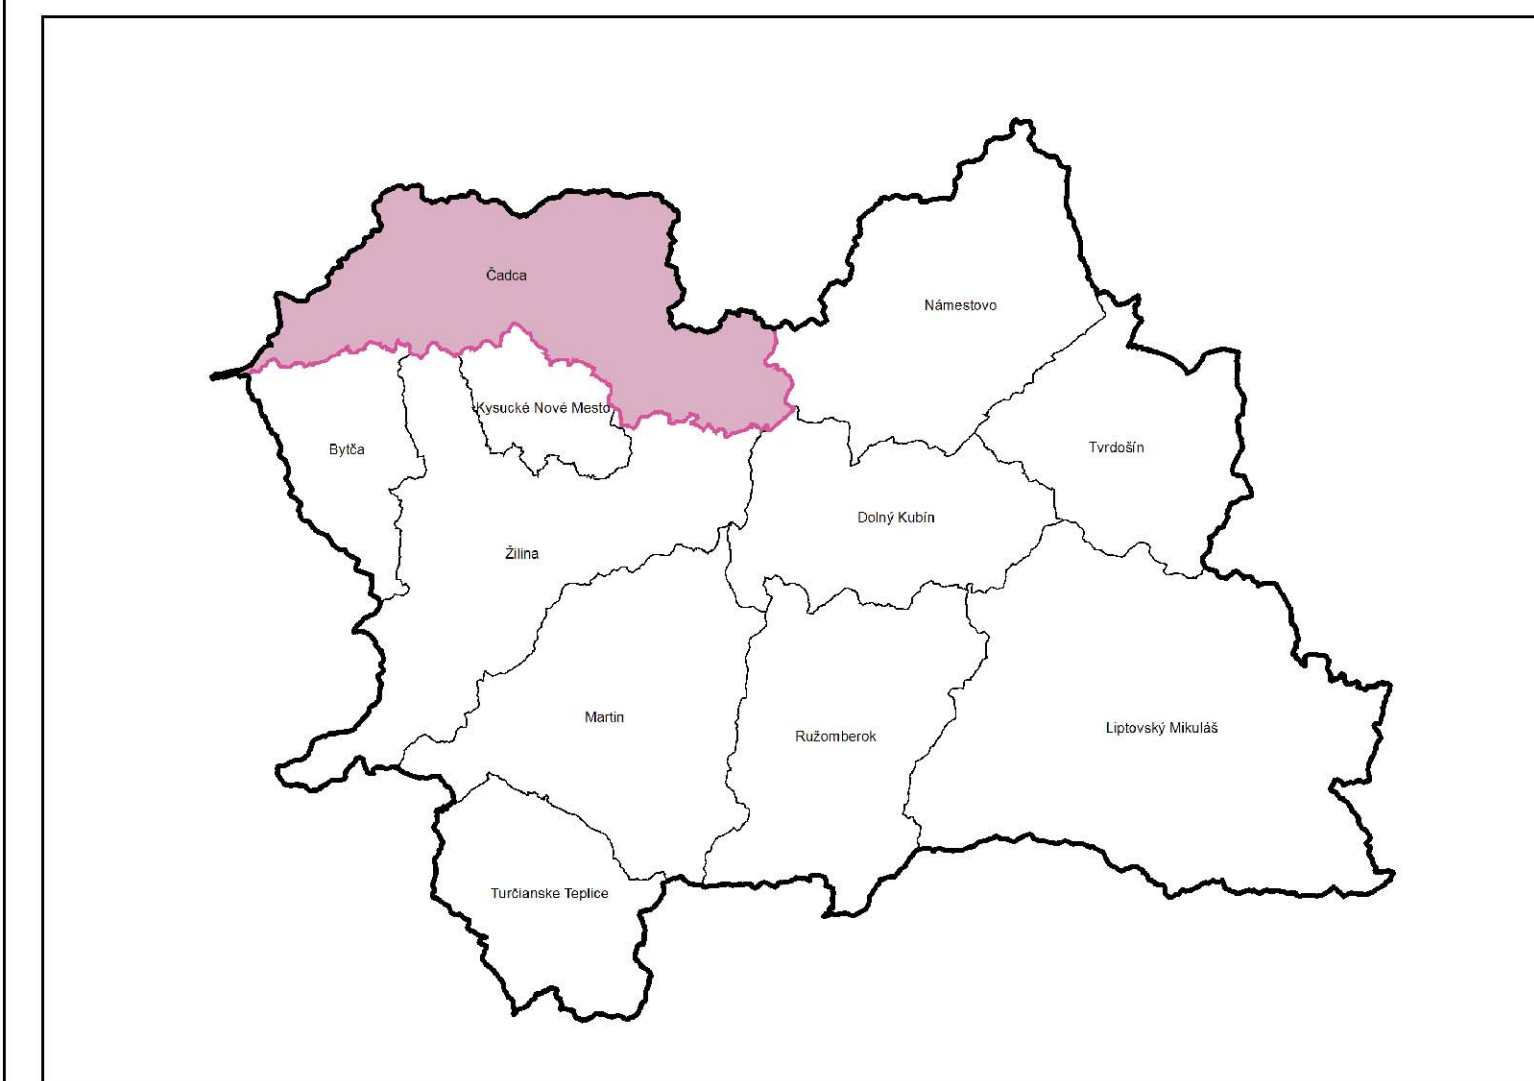 Čadca
Námestovo
Kysucké Nové Mesto
Bytča
Tvrdošín
Dolný Kubín
Žilina
Martin
Ružomberok
Liptovský Mikuláš
Turčianske Teplice